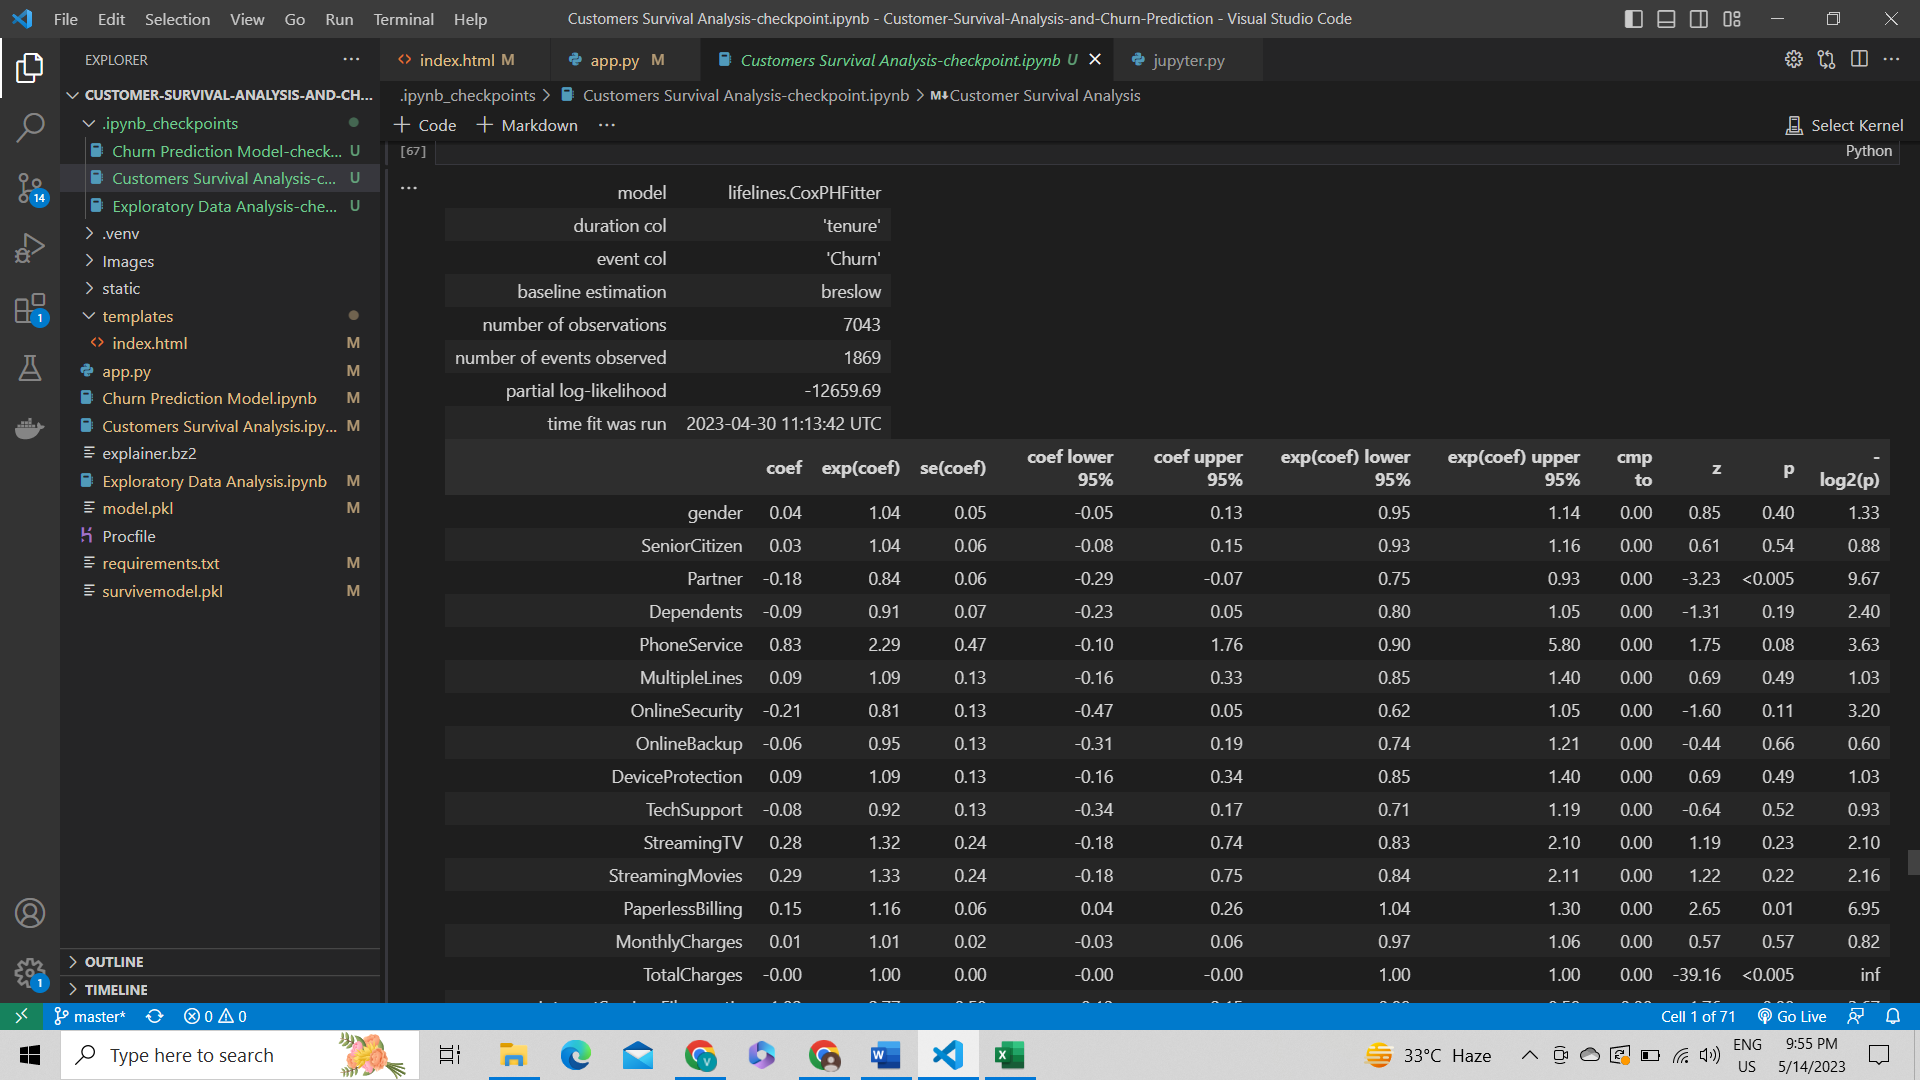 File Edit Selection View Go Run Terminal Help
Customers Survival Analysis-checkpoint.ipynb - Customer-Survival-Analysis-and-Churn-Prediction - Visual Studio Code
EXPLORER
index.html M
app.py M
Customers Survival Analysis-checkpoint.ipynb U
jupyter.py
CUSTOMER-SURVIVAL-ANALYSIS-AND-CH...
.ipynb_checkpoints
Churn Prediction Model-check... U
Customers Survival Analysis-c... U
Exploratory Data Analysis-che... U
.venv
Images
static
templates
index.html M
app.py M
Churn Prediction Model.ipynb M
Customers Survival Analysis.ipy... M
explainer.bz2
Exploratory Data Analysis.ipynb M
model.pkl M
Procfile
requirements.txt M
survivemodel.pkl M
OUTLINE
TIMELINE
14
1
1
.ipynb_checkpoints > Customers Survival Analysis-checkpoint.ipynb > M↓Customer Survival Analysis
+ Code + Markdown ...
Select Kernel
[67]
Python
model lifelines.CoxPHFitter
duration col 'tenure'
event col 'Churn'
baseline estimation breslow
number of observations 7043
number of events observed 1869
partial log-likelihood -12659.69
time fit was run 2023-04-30 11:13:42 UTC
coef exp(coef) se(coef) coef lower 95% coef upper 95% exp(coef) lower 95% exp(coef) upper 95% cmp to z p -log2(p)
gender 0.04 1.04 0.05 -0.05 0.13 0.95 1.14 0.00 0.85 0.40 1.33
SeniorCitizen 0.03 1.04 0.06 -0.08 0.15 0.93 1.16 0.00 0.61 0.54 0.88
Partner -0.18 0.84 0.06 -0.29 -0.07 0.75 0.93 0.00 -3.23 <0.005 9.67
Dependents -0.09 0.91 0.07 -0.23 0.05 0.80 1.05 0.00 -1.31 0.19 2.40
PhoneService 0.83 2.29 0.47 -0.10 1.76 0.90 5.80 0.00 1.75 0.08 3.63
MultipleLines 0.09 1.09 0.13 -0.16 0.33 0.85 1.40 0.00 0.69 0.49 1.03
OnlineSecurity -0.21 0.81 0.13 -0.47 0.05 0.62 1.05 0.00 -1.60 0.11 3.20
OnlineBackup -0.06 0.95 0.13 -0.31 0.19 0.74 1.21 0.00 -0.44 0.66 0.60
DeviceProtection 0.09 1.09 0.13 -0.16 0.34 0.85 1.40 0.00 0.69 0.49 1.03
TechSupport -0.08 0.92 0.13 -0.34 0.17 0.71 1.19 0.00 -0.64 0.52 0.93
StreamingTV 0.28 1.32 0.24 -0.18 0.74 0.83 2.10 0.00 1.19 0.23 2.10
StreamingMovies 0.29 1.33 0.24 -0.18 0.75 0.84 2.11 0.00 1.22 0.22 2.16
PaperlessBilling 0.15 1.16 0.06 0.04 0.26 1.04 1.30 0.00 2.65 0.01 6.95
MonthlyCharges 0.01 1.01 0.02 -0.03 0.06 0.97 1.06 0.00 0.57 0.57 0.82
TotalCharges -0.00 1.00 0.00 -0.00 -0.00 1.00 1.00 0.00 -39.16 <0.005 inf
master* 0 0
Cell 1 of 71 Go Live
Type here to search
33°C Haze
ENG US
9:55 PM
5/14/2023